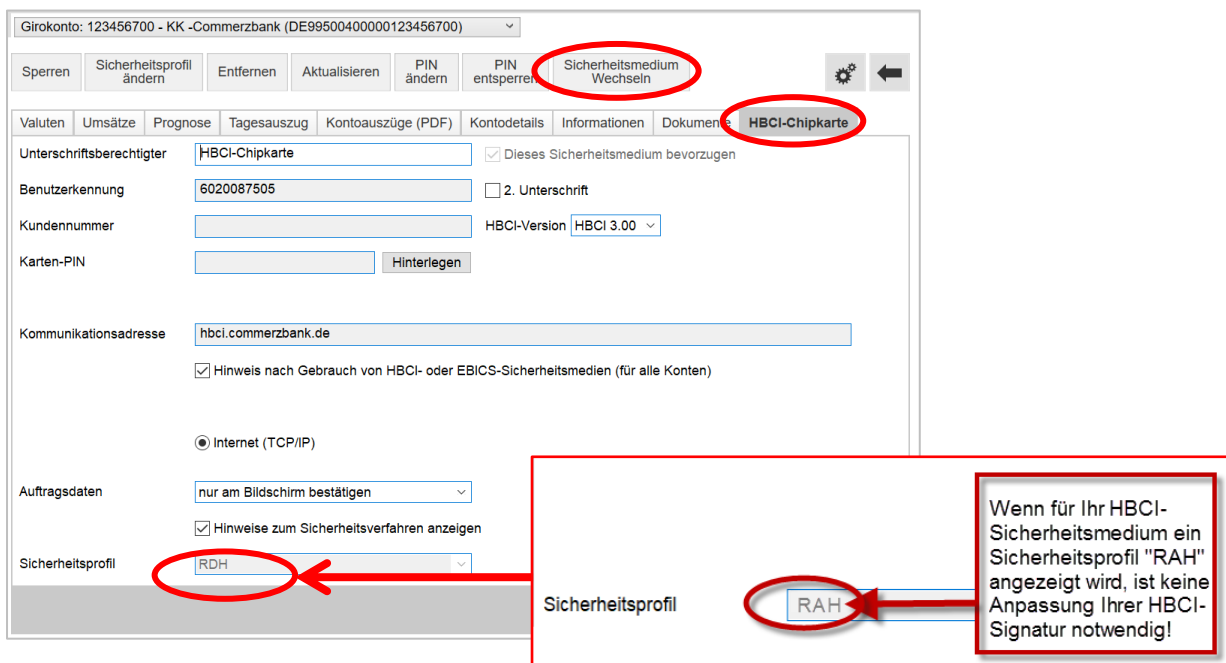 Girokonto: 123456700 - KK -Commerzbank (DE99500400000123456700)
Sperren
Sicherheitsprofil
ändern
Entfernen
Aktualisieren
PIN
ändern
PIN
entsperren
Sicherheitsmedium
Wechseln
Valuten Umsätze Prognose Tagesauszug Kontoauszüge (PDF) Kontodetails Informationen Dokumente HBCI-Chipkarte
Unterschriftsberechtigter HBCI-Chipkarte Dieses Sicherheitsmedium bevorzugen
Benutzerkennung 6020087505 2. Unterschrift
Kundennummer HBCI-Version HBCI 3.00
Karten-PIN Hinterlegen
Kommunikationsadresse hbci.commerzbank.de
Hinweis nach Gebrauch von HBCI- oder EBICS-Sicherheitsmedien (für alle Konten)
Internet (TCP/IP)
Auftragsdaten nur am Bildschirm bestätigen
Hinweise zum Sicherheitsverfahren anzeigen
Sicherheitsprofil RDH
Sicherheitsprofil RAH
Wenn für Ihr HBCI-
Sicherheitsmedium ein
Sicherheitsprofil "RAH"
angezeigt wird, ist keine
Anpassung Ihrer HBCI-
Signatur notwendig!